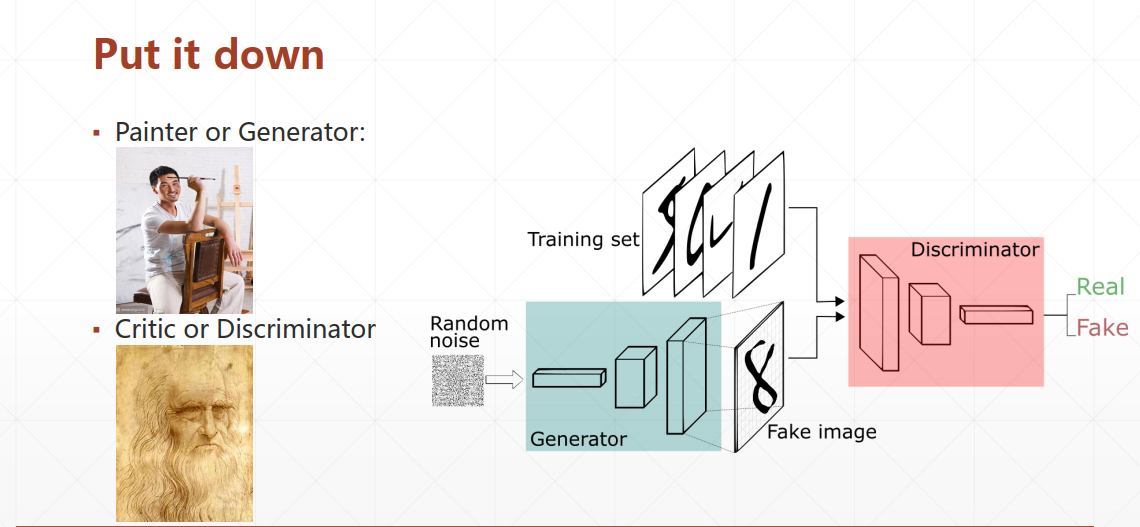 Put it down
▪ Painter or Generator:
▪ Critic or Discriminator
Training set
Discriminator
Real
Fake
Random
noise
Generator
Fake image
8